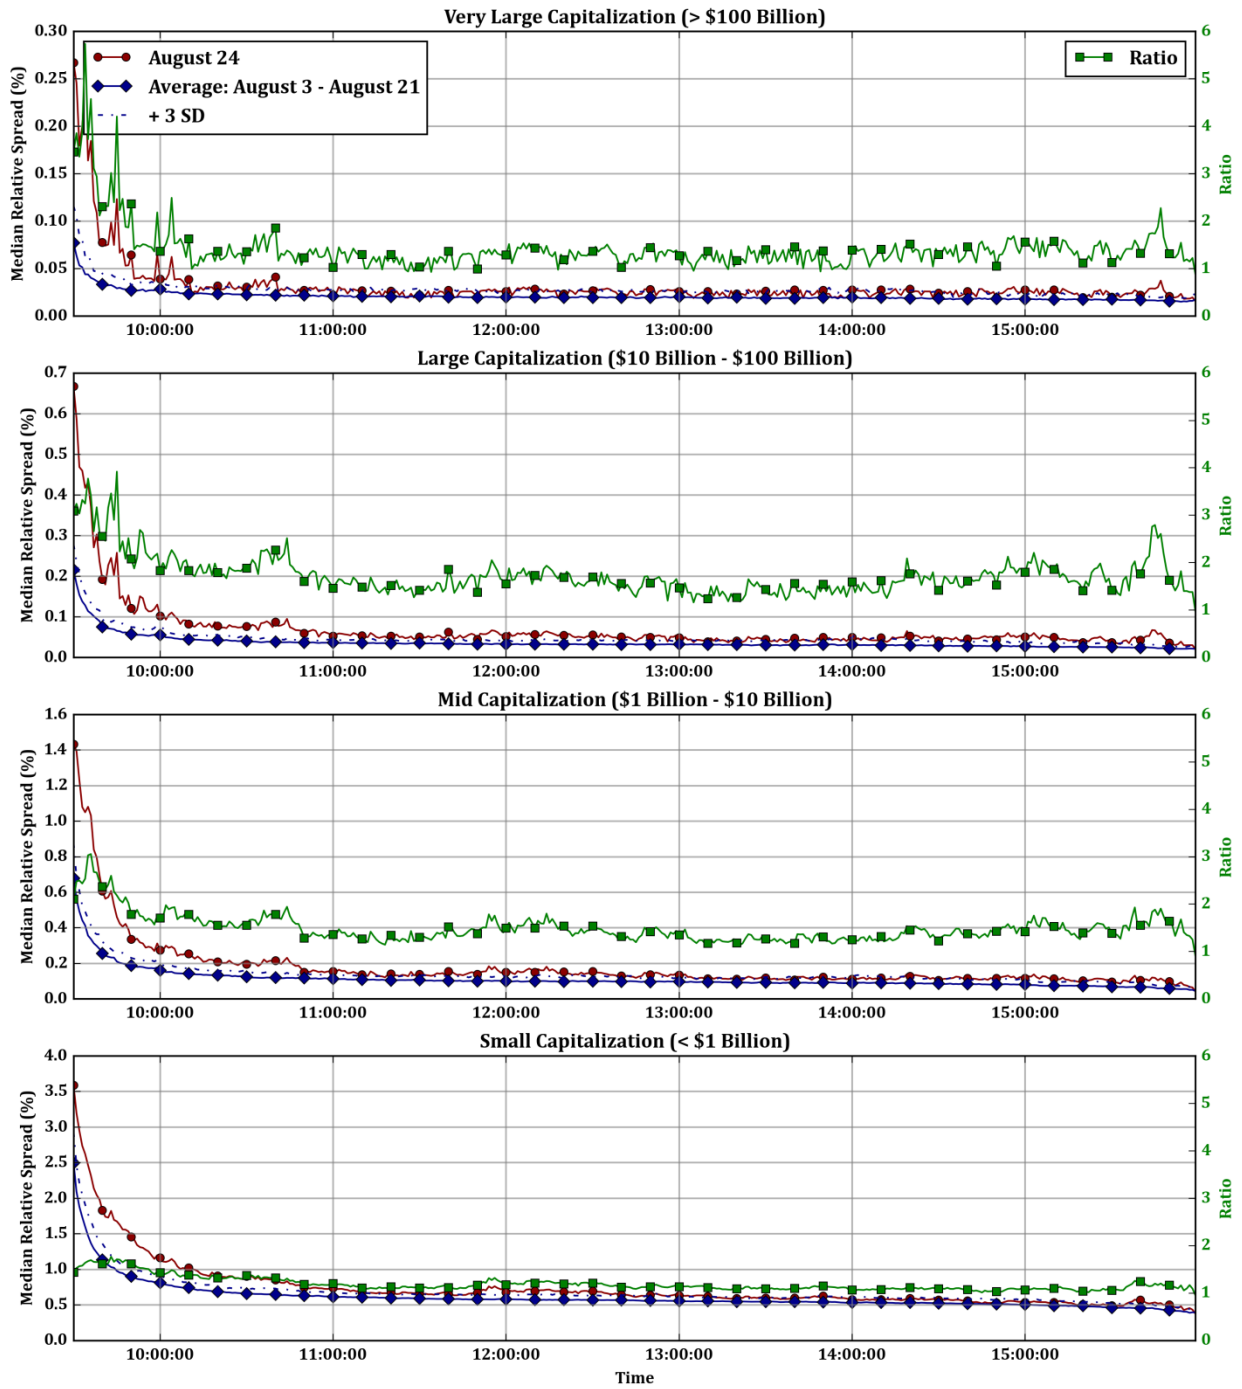 Very Large Capitalization (> $100 Billion)
Median Relative Spread (%)
0.30
0.25
0.20
0.15
0.10
0.05
0.00
August 24
Average: August 3 - August 21
+ 3 SD
Ratio
6
5
4
3
2
1
0
Ratio
10:00:00 11:00:00 12:00:00 13:00:00 14:00:00 15:00:00
Large Capitalization ($10 Billion - $100 Billion)
Median Relative Spread (%)
0.7
0.6
0.5
0.4
0.3
0.2
0.1
0.0
6
5
4
3
2
1
0
Ratio
10:00:00 11:00:00 12:00:00 13:00:00 14:00:00 15:00:00
Mid Capitalization ($1 Billion - $10 Billion)
Median Relative Spread (%)
1.6
1.4
1.2
1.0
0.8
0.6
0.4
0.2
0.0
6
5
4
3
2
1
0
Ratio
10:00:00 11:00:00 12:00:00 13:00:00 14:00:00 15:00:00
Small Capitalization (< $1 Billion)
Median Relative Spread (%)
4.0
3.5
3.0
2.5
2.0
1.5
1.0
0.5
0.0
6
5
4
3
2
1
0
Ratio
10:00:00 11:00:00 12:00:00 13:00:00 14:00:00 15:00:00
Time